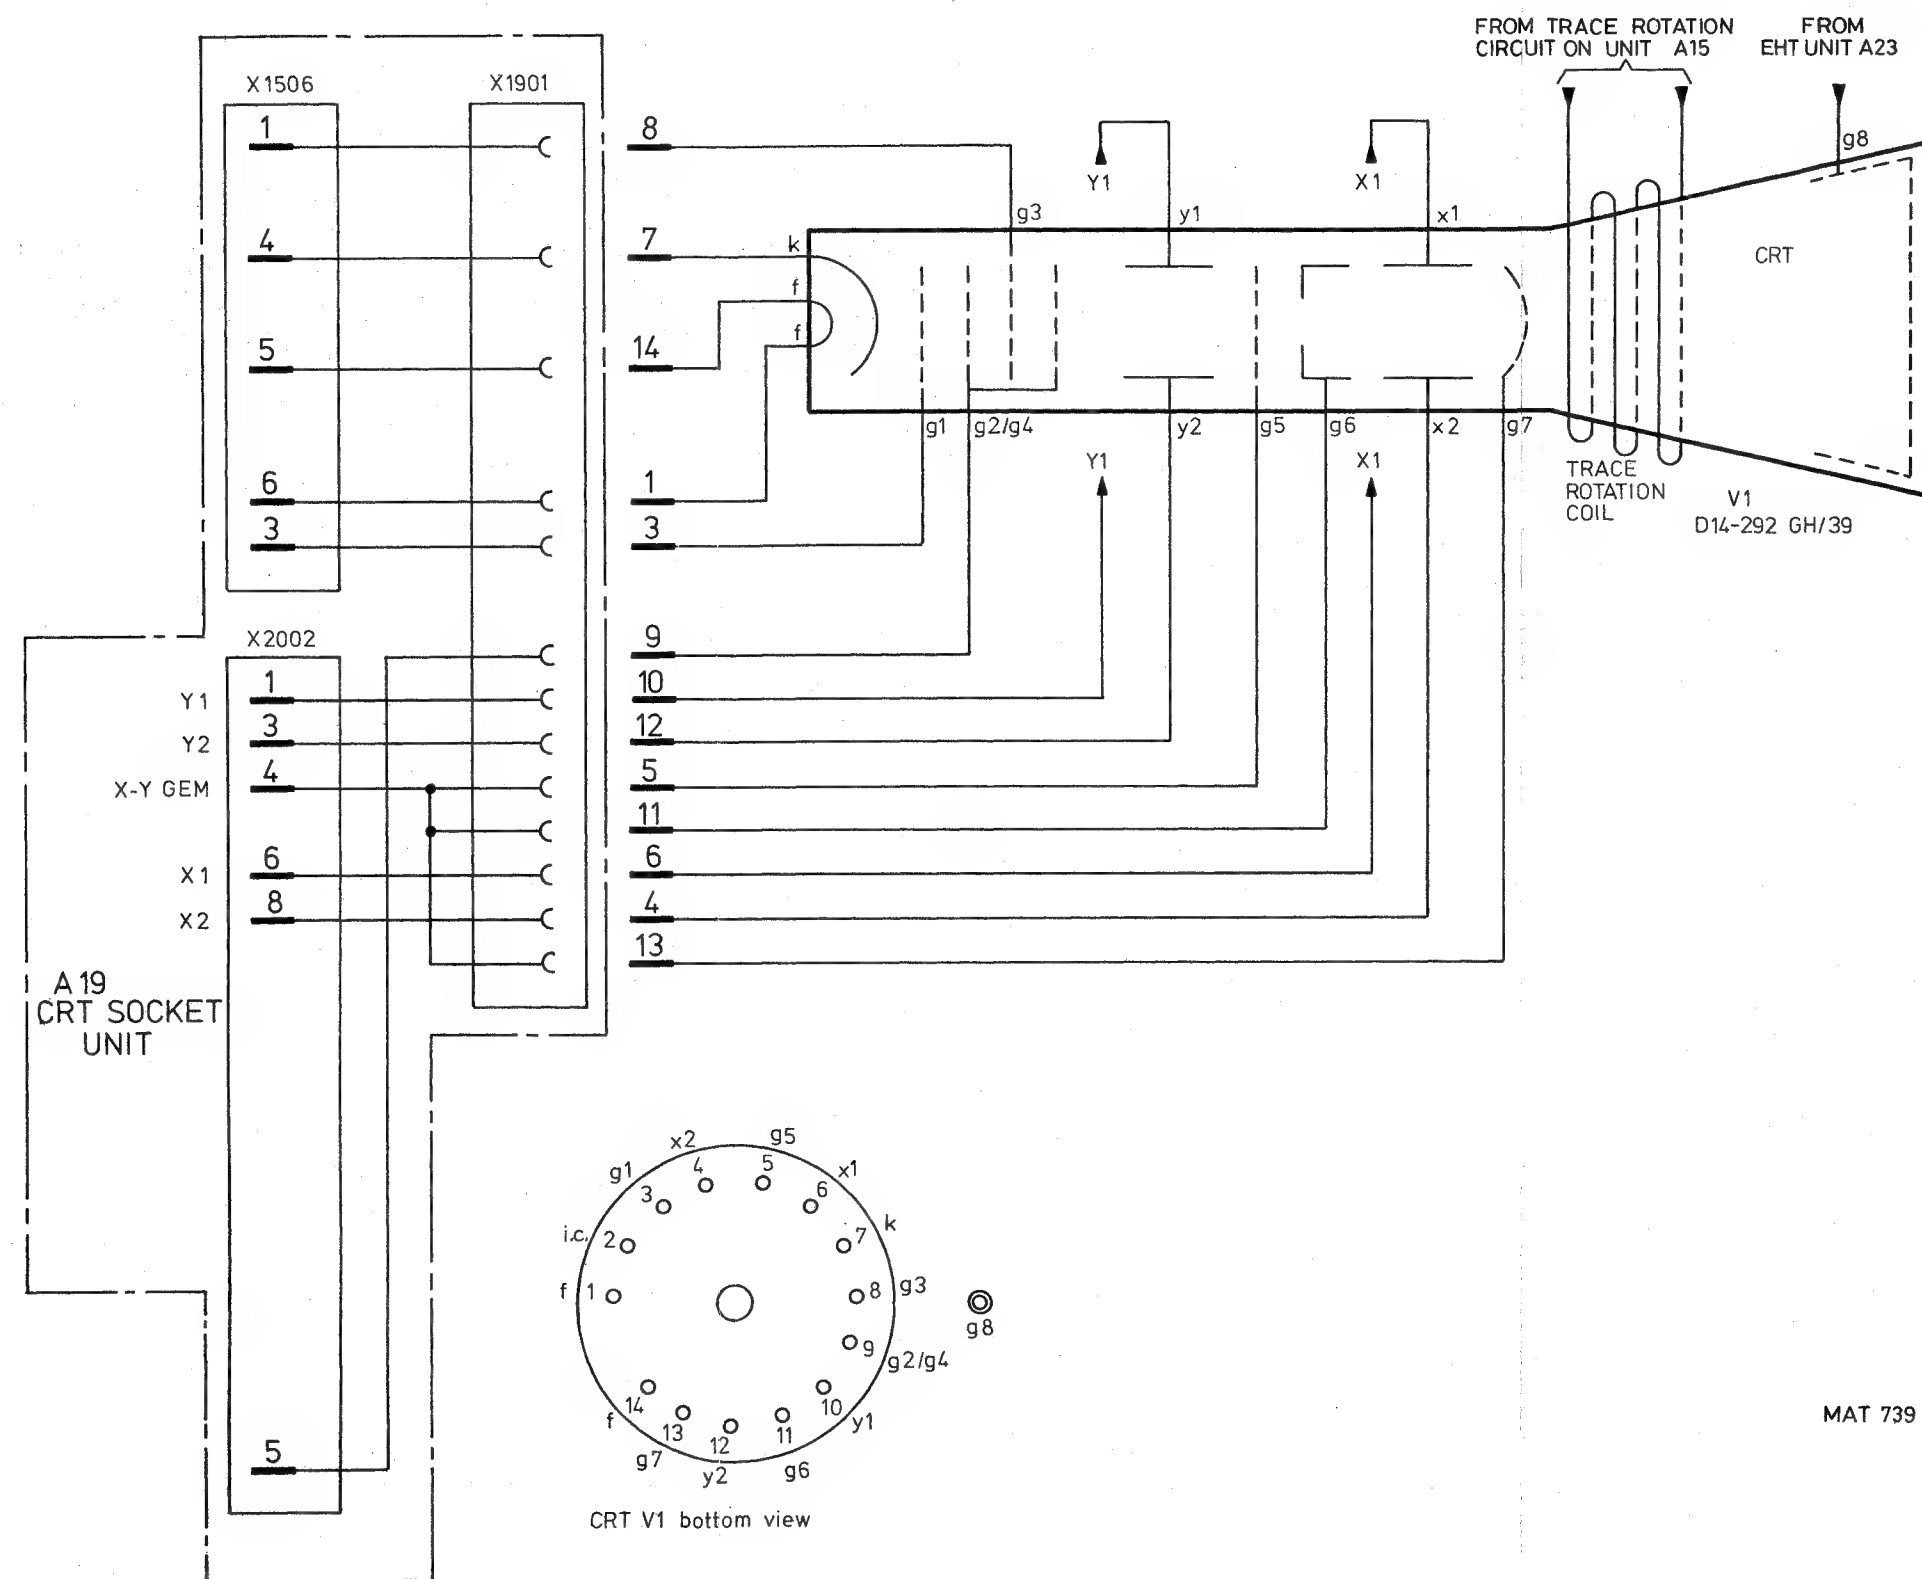 FROM TRACE ROTATION
CIRCUIT ON UNIT A15
FROM
EHT UNIT A23
X1506
X1901
1
8
g8
Y1
X1
g3
y1
x1
4
7
k
CRT
f
5
14
f
g1
g2/g4
y2
g5
g6
x2
g7
Y1
X1
TRACE
ROTATION
COIL
6
1
V1
D14-292 GH/39
3
3
X2002
9
Y1
1
10
Y2
3
12
X-Y GEM
4
5
11
X1
6
6
X2
8
4
13
A19
CRT SOCKET
UNIT
x2
g5
g1
4
5
x1
3
6
i.c.
2
7
k
f
1
8
g3
g8
9
g2/g4
14
10
f
13
12
11
y1
g7
y2
g6
MAT 739
5
CRT V1 bottom view